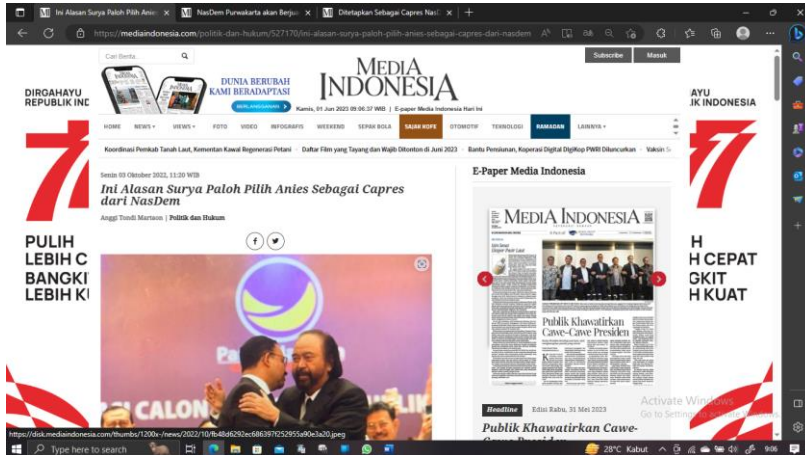 Ini Alasan Surya Paloh Pilih Anies
NasDem Purwakarta akan Berjua
Ditetapkan Sebagai Capres Nas
https://mediaindonesia.com/politik-dan-hukum/527170/ini-alasan-surya-paloh-pilih-anies-sebagai-capres-dari-nasdem
Cari Berita..
Subscribe
Masuk
DUNIA BERUBAH
KAMI BERADAPTASI
BERLANGGANAN
MEDIA
INDONESIA
Kamis, 01 Jun 2023 09:06:37 WIB | E-paper Media Indonesia Hari Ini
DIRGAHAYU
REPUBLIK IND
AYU
IK INDONESIA
HOME NEWS VIEWS FOTO VIDEO INFOGRAFIS WEEKEND SEPAK BOLA SAJAK KOFE OTOMOTIF TEKNOLOGI RAMADAN LAINNYA
Koordinasi Pemkab Tanah Laut, Kementan Kawal Regenerasi Petani Daftar Film yang Tayang dan Wajib Ditonton di Juni 2023 Bantu Pensiunan, Koperasi Digital DigiKop PWRI Diluncurkan Vaksin
Senin 03 Oktober 2022, 11:20 WIB
Ini Alasan Surya Paloh Pilih Anies Sebagai Capres
dari NasDem
Anggi Tondi Martaon | Politik dan Hukum
E-Paper Media Indonesia
MEDIA INDONESIA
Publik Khawatirkan
Cawe-Cawe Presiden
PULIH
LEBIH C
BANGKI
LEBIH KU
H
H CEPAT
GKIT
H KUAT
Pa
SI CALON
LIK
Headline
Edisi Rabu, 31 Mei 2023
Publik Khawatirkan Cawe-
Cawe Presiden
Activate Windows
Go to Settings to activate Windows.
https://disk.mediaindonesia.com/thumbs/1200x-/news/2022/10/fb48d6292ec686397f252955a90e3a20.jpeg
Type here to search
28°C Kabut
9:06